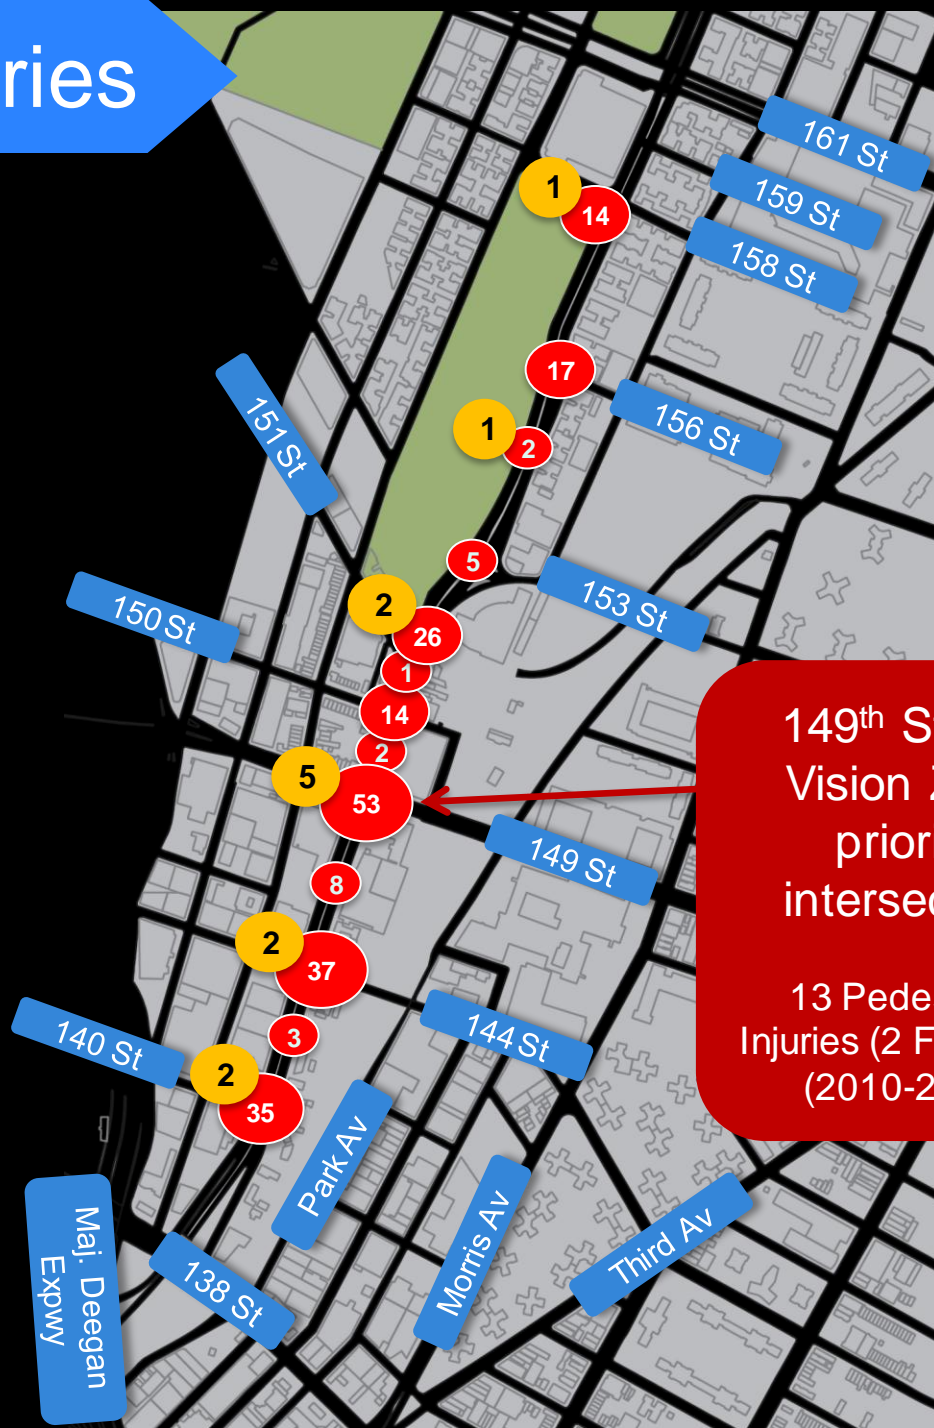 ries
161 St
159 St
158 St
1
14
17
156 St
151 St
1
2
5
153 St
2
26
150 St
1
14
2
5
53
149 St
8
2
37
3
144 St
140 St
2
35
Park Av
Morris Av
Third Av
Maj. Deegan
Expwy
138 St
149th S
Vision
prior
interse
13 Pede
Injuries (2 F
(2010-2